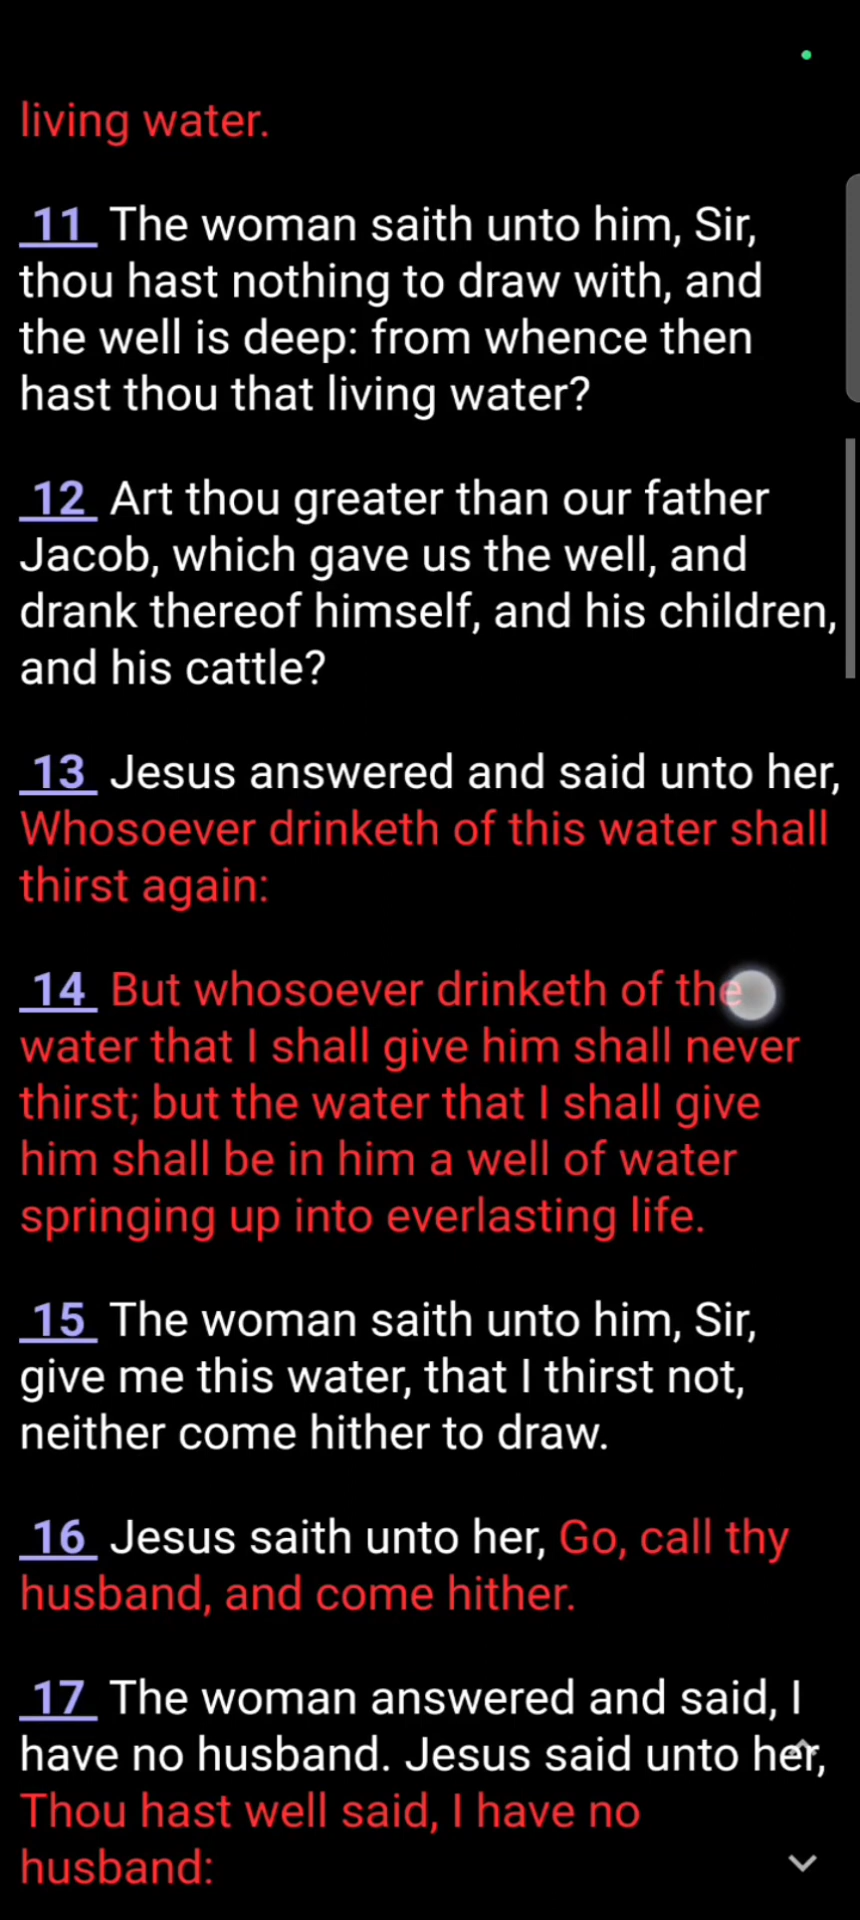 living water.
11 The woman saith unto him, Sir,
thou hast nothing to draw with, and
the well is deep: from whence then
hast thou that living water?
12 Art thou greater than our father
Jacob, which gave us the well, and
drank thereof himself, and his children,
and his cattle?
13 Jesus answered and said unto her,
Whosoever drinketh of this water shall
thirst again:
14 But whosoever drinketh of the
water that I shall give him shall never
thirst; but the water that I shall give
him shall be in him a well of water
springing up into everlasting life.
15 The woman saith unto him, Sir,
give me this water, that I thirst not,
neither come hither to draw.
16 Jesus saith unto her, Go, call thy
husband, and come hither.
17 The woman answered and said, I
have no husband. Jesus said unto her,
Thou hast well said, I have no
husband: